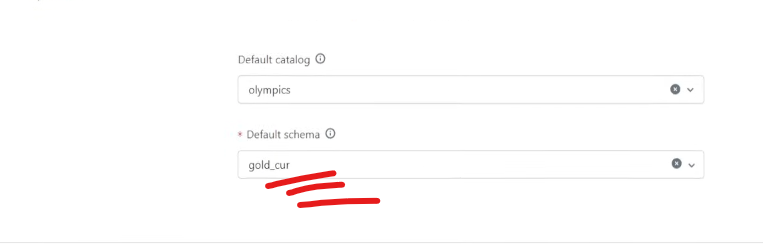 Default catalog
olympics
* Default schema
gold_cur